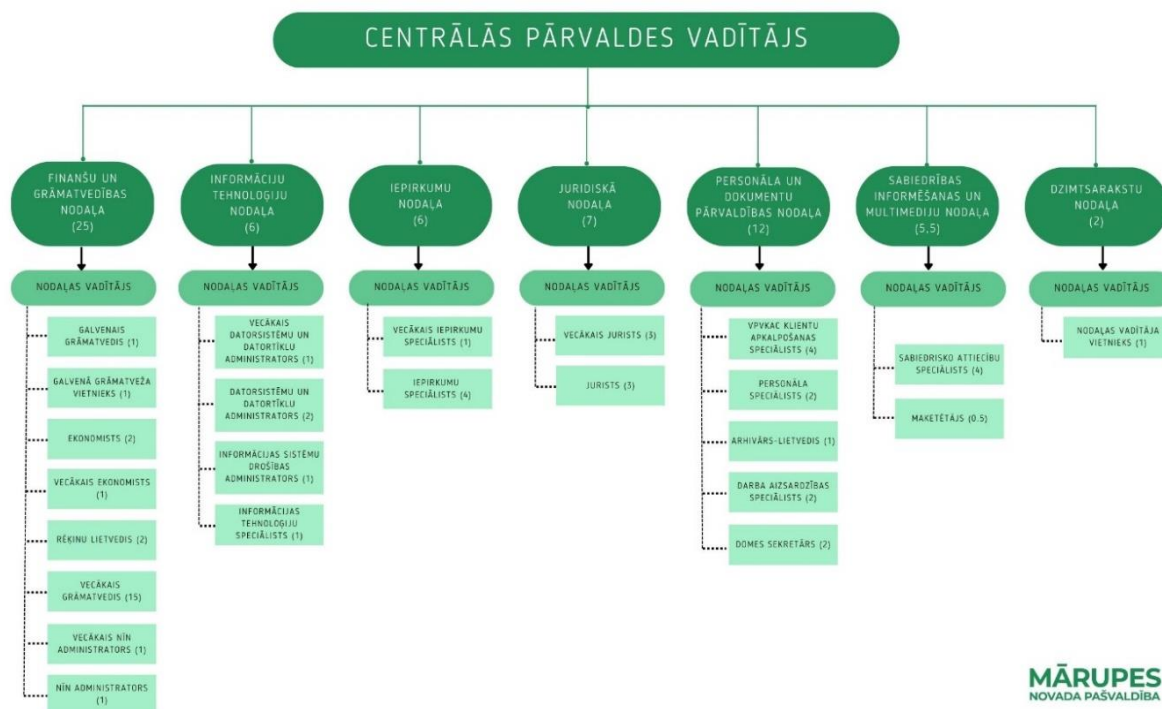 CENTRĀLĀS PĀRVALDES VADĪTĀJS
FINANŠU UN
GRĀMATVEDĪBAS
NODAĻA
(25)
NODAĻAS VADĪTĀJS
GALVENAIS
GRĀMATVEDIS (1)
GALVENĀ GRĀMATVEŽA
VIETNIEKS (1)
EKONOMISTS (2)
VECĀKAIS EKONOMISTS
(1)
RĒĶINU LIETVEDIS (2)
VECĀKAIS
GRĀMATVEDIS (15)
VECĀKAIS NĪN
ADMINISTRATORS (1)
NĪN ADMINISTRATORS
(1)
INFORMĀCIJU
TEHNOLOĢIJU
NODAĻA
(6)
NODAĻAS VADĪTĀJS
VECĀKAIS
DATORSISTĒMU UN
DATORTĪKLU
ADMINISTRATORS (1)
DATORSISTĒMU UN
DATORTĪKLU
ADMINISTRATORS (2)
INFORMĀCIJAS SISTĒMU
DROŠĪBAS
ADMINISTRATORS (1)
INFORMĀCIJAS
TEHNOLOĢIJU
SPECIĀLISTS (1)
IEPIRKUMU
NODAĻA
(6)
NODAĻAS VADĪTĀJS
VECĀKAIS IEPIRKUMU
SPECIĀLISTS (1)
IEPIRKUMU
SPECIĀLISTS (4)
JURIDISKĀ
NODAĻA
(7)
NODAĻAS VADĪTĀJS
VECĀKAIS JURISTS (3)
JURISTS (3)
PERSONĀLA UN
DOKUMENTU
PĀRVALDĪBAS NODAĻA
(12)
NODAĻAS VADĪTĀJS
VPVKAC KLIENTU
APKALPOŠANAS
SPECIĀLISTS (4)
PERSONĀLA
SPECIĀLISTS (2)
ARHIVĀRS-LIETVEDIS (1)
DARBA AIZSARDZĪBAS
SPECIĀLISTS (2)
DOMES SEKRETĀRS (2)
SABIEDRĪBAS
INFORMĒŠANAS UN
MULTIMEDIJU NODAĻA
(5,5)
NODAĻAS VADĪTĀJS
SABIEDRISKO ATTIECĪBU
SPECIĀLISTS (4)
MAKETĒTĀJS (0.5)
DZIMTSARAKSTU
NODAĻA
(2)
NODAĻAS VADĪTĀJS
NODAĻAS VADĪTĀJA
VIETNIEKS (1)
MĀRUPES
NOVADA PAŠVALDĪBA